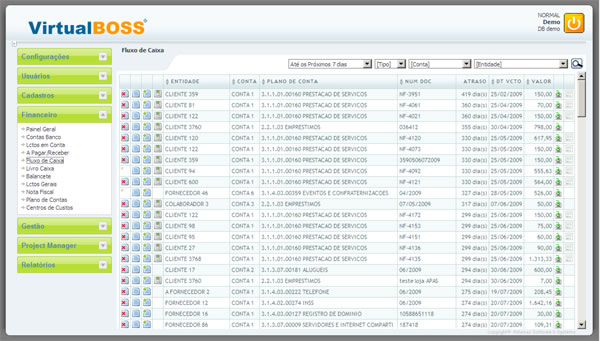 VirtualBOSS
NORMAL
Demo
DB demo
Fluxo de Caixa
Até os Próximos 7 dias [Tipo] [Conta] [Entidade]
Configurações
Usuários
Cadastros
Financeiro
Painel Geral
Contas Banco
Lctos em Conta
A Pagar/Receber
Fluxo de Caixa
Livro Caixa
Balancete
Lctos Gerais
Nota Fiscal
Plano de Contas
Centros de Custos
Gestão
Project Manager
Relatórios
ENTIDADE CONTA PLANO DE CONTA NUM DOC ATRASO DT VCTO VALOR
CLIENTE 359 CONTA 1 3.1.1.01.00160 PRESTACAO DE SERVICOS NF-3951 419 dia(s) 25/02/2009 150,00
CLIENTE 81 CONTA 1 3.1.1.01.00160 PRESTACAO DE SERVICOS NF-4061 360 dia(s) 25/04/2009 70,00
CLIENTE 122 CONTA 1 3.1.1.01.00160 PRESTACAO DE SERVICOS NF-4021 360 dia(s) 25/04/2009 150,00
CLIENTE 3760 CONTA 1 2.2.1.03 EMPRESTIMOS 036412 355 dia(s) 30/04/2009 798,00
CLIENTE 120 CONTA 1 3.1.1.01.00160 PRESTACAO DE SERVICOS NF-4120 330 dia(s) 25/05/2009 617,95
CLIENTE 122 CONTA 1 3.1.1.01.00160 PRESTACAO DE SERVICOS NF-4073 330 dia(s) 25/05/2009 150,00
CLIENTE 359 CONTA 1 3.1.1.01.00160 PRESTACAO DE SERVICOS 3590506072009 330 dia(s) 25/05/2009 150,00
CLIENTE 94 CONTA 1 3.1.1.01.00160 PRESTACAO DE SERVICOS NF-4092 330 dia(s) 25/05/2009 555,63
CLIENTE 600 CONTA 1 3.1.1.01.00160 PRESTACAO DE SERVICOS NF-4121 330 dia(s) 25/05/2009 564,00
FORNECEDOR 46 CONTA 1 3.1.4.03.00359 EVENTOS E CONFRATERNIZACOES 04/2009 327 dia(s) 28/05/2009 526,00
COLABORADOR 3 CONTA 1 2.2.1.03 EMPRESTIMOS 07/05/2009 317 dia(s) 07/06/2009 50,00
CLIENTE 122 CONTA 1 3.1.1.01.00160 PRESTACAO DE SERVICOS NF-4172 299 dia(s) 25/06/2009 150,00
CLIENTE 98 CONTA 1 3.1.1.01.00160 PRESTACAO DE SERVICOS NF-4153 299 dia(s) 25/06/2009 75,00
CLIENTE 95 CONTA 1 3.1.1.01.00160 PRESTACAO DE SERVICOS NF-4151 299 dia(s) 25/06/2009 60,00
CLIENTE 27 CONTA 1 3.1.1.01.00160 PRESTACAO DE SERVICOS NF-4136 299 dia(s) 25/06/2009 90,00
CLIENTE 3768 CONTA 1 3.1.1.01.00160 PRESTACAO DE SERVICOS NF-4135 299 dia(s) 25/06/2009 1.313,33
CLIENTE 17 CONTA 2 3.1.3.07.00181 ALUGUEIS 06/2009 294 dia(s) 30/06/2009 600,00
CLIENTE 3760 CONTA 1 2.2.1.03 EMPRESTIMOS teste loja APAS 294 dia(s) 30/06/2009 7,00
A FORNECEDOR 2 CONTA 1 3.1.4.03.00222 TELEFONE 06/2009 275 dia(s) 19/07/2009 208,45
FORNECEDOR 12 CONTA 1 3.1.4.02.00274 INSS 06/2009 274 dia(s) 20/07/2009 1.642,16
FORNECEDOR 16 CONTA 1 3.1.4.03.00127 REGISTRO DE DOMINIO 10588651118 274 dia(s) 20/07/2009 30,00
FORNECEDOR 86 CONTA 1 3.1.3.07.00009 SERVIDORES E INTERNET COMPARTI 187418 274 dia(s) 20/07/2009 109,31